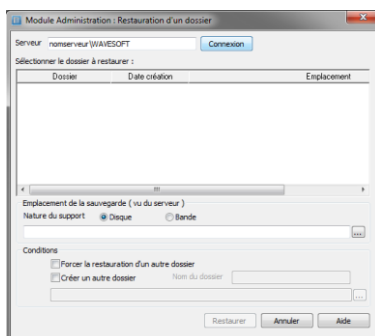 Module Administration : Restauration d'un dossier
Serveur nomserveur\WAVESOFT Connexion
Sélectionner le dossier à restaurer :
Dossier Date création Emplacement
Emplacement de la sauvegarde ( vu du serveur )
Nature du support Disque Bande
...
Conditions
Forcer la restauration d'un autre dossier
Créer un autre dossier Nom du dossier
...
Restaurer Annuler Aide